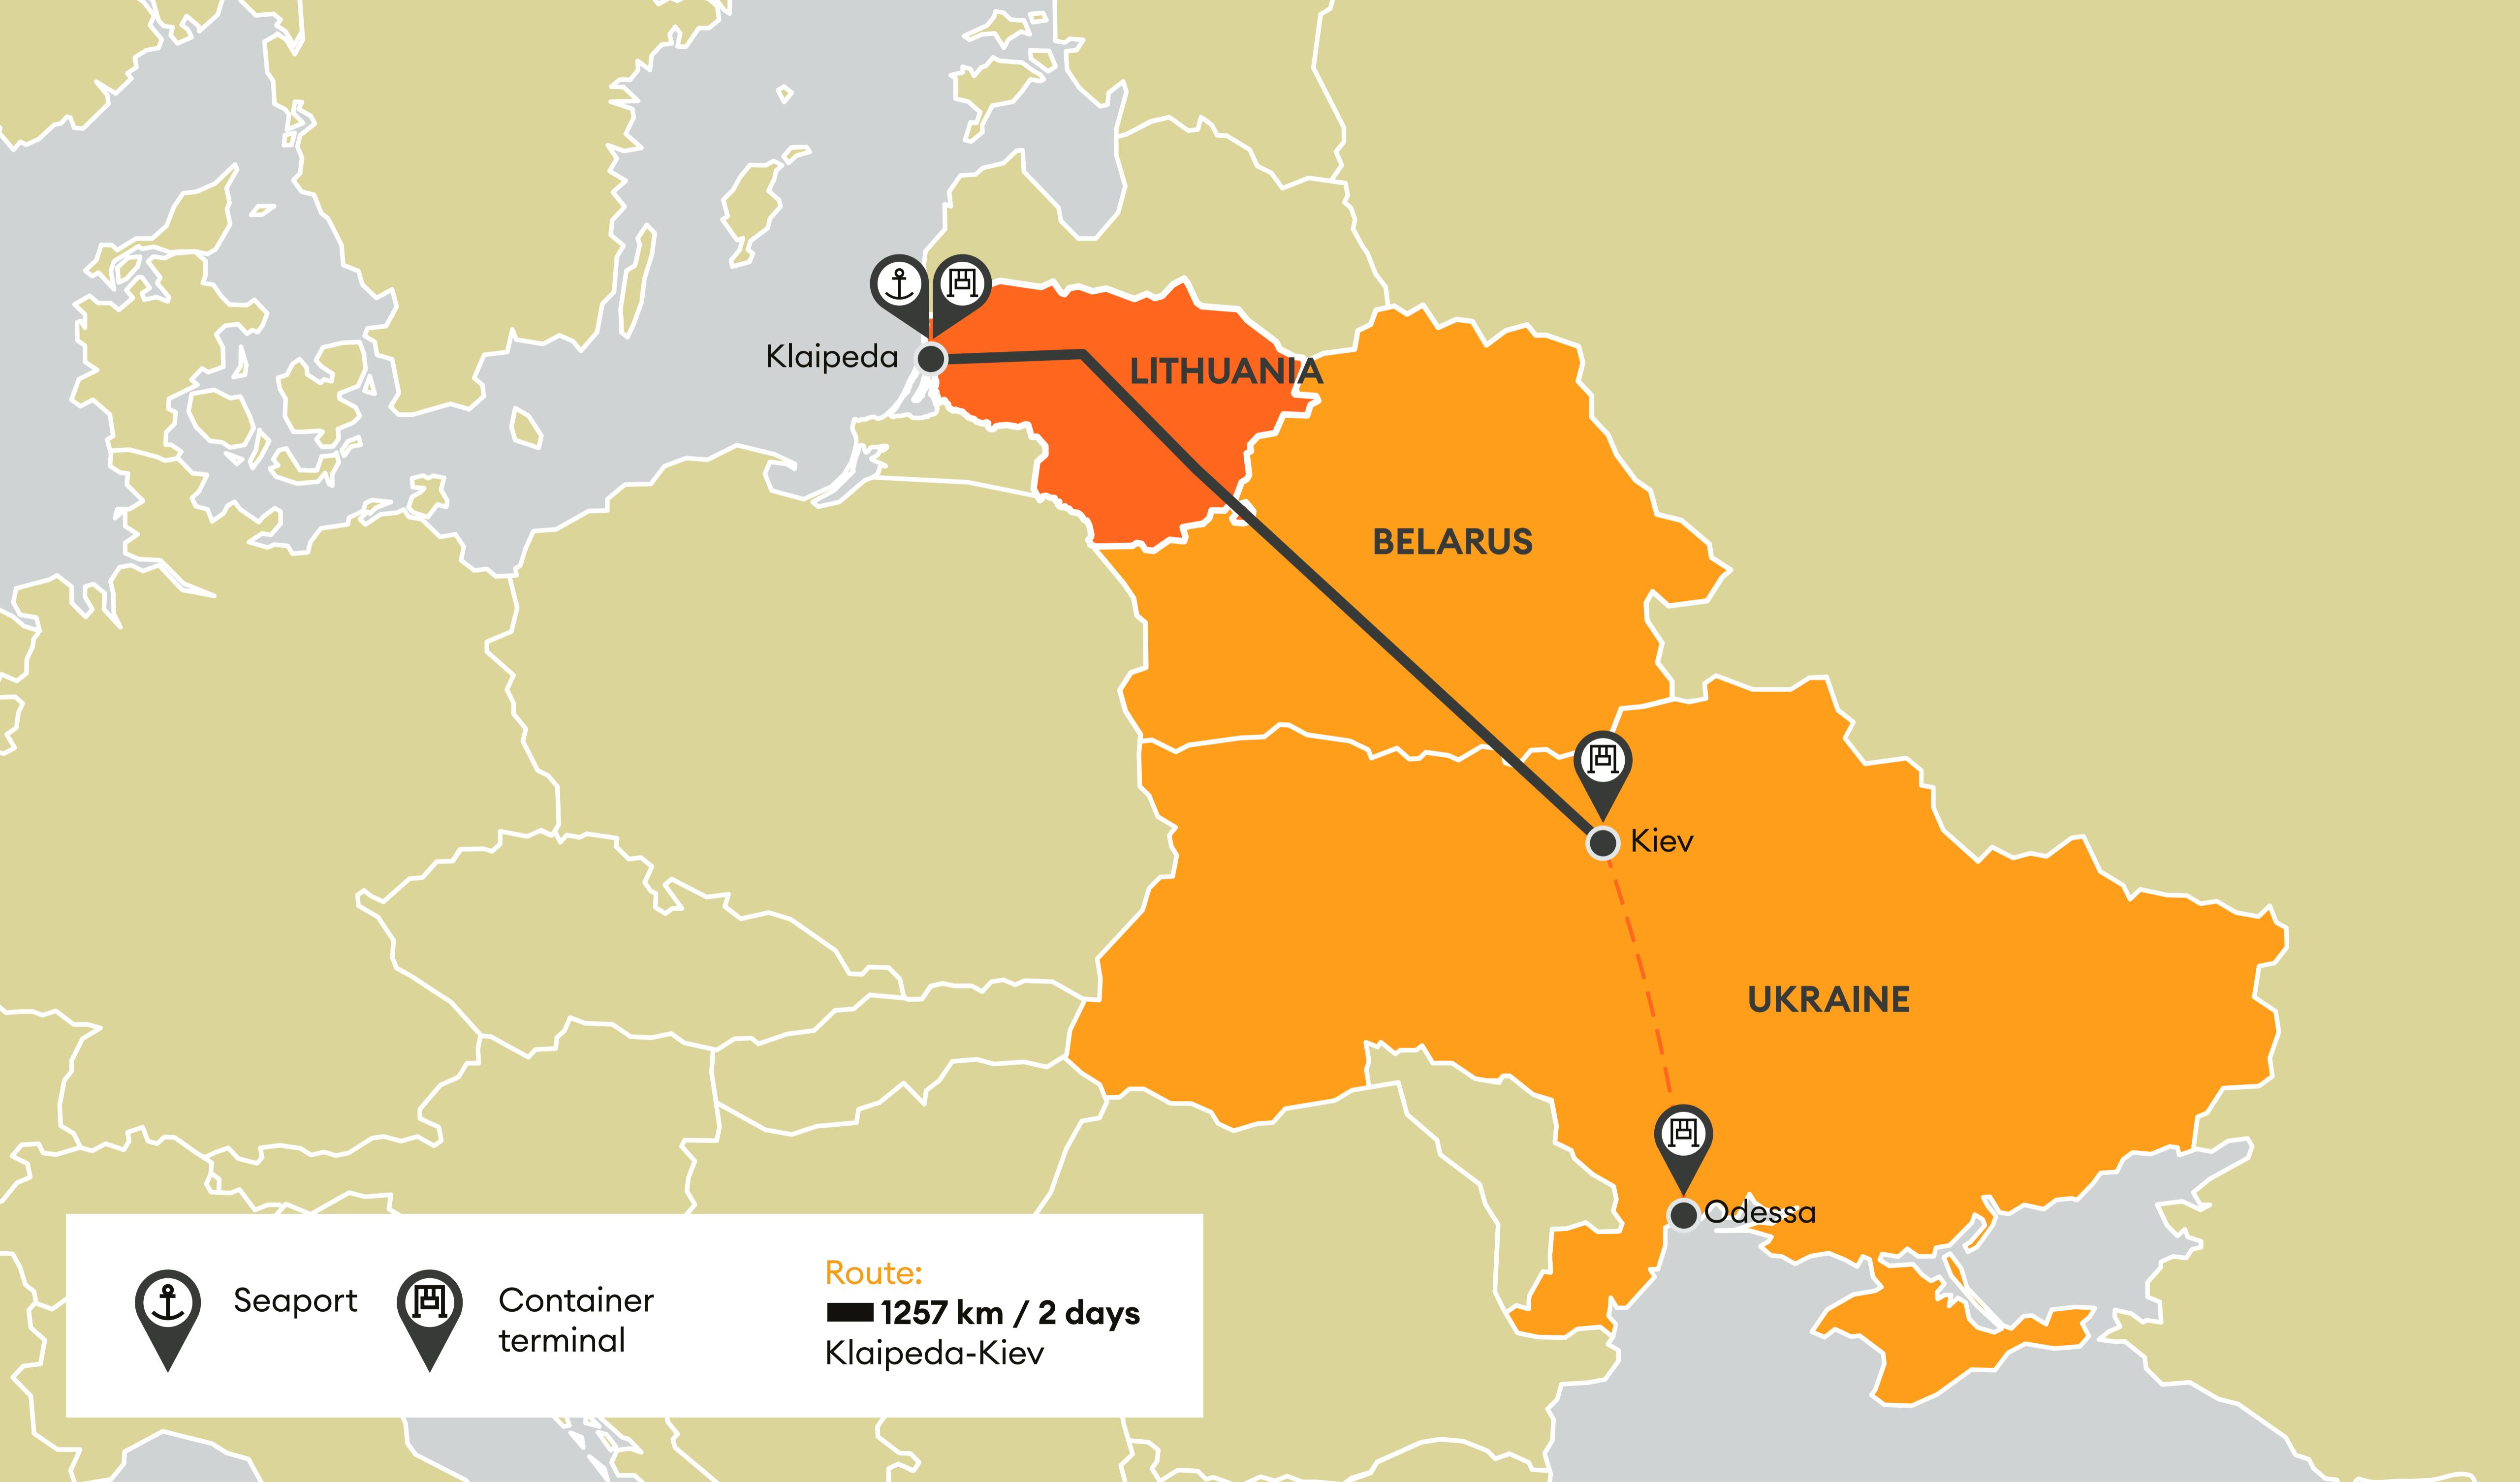 Klaipeda
LITHUANIA
BELARUS
Kiev
UKRAINE
Odessa
Seaport
Container
terminal
Route:
1257 km / 2 days
Klaipeda-Kiev